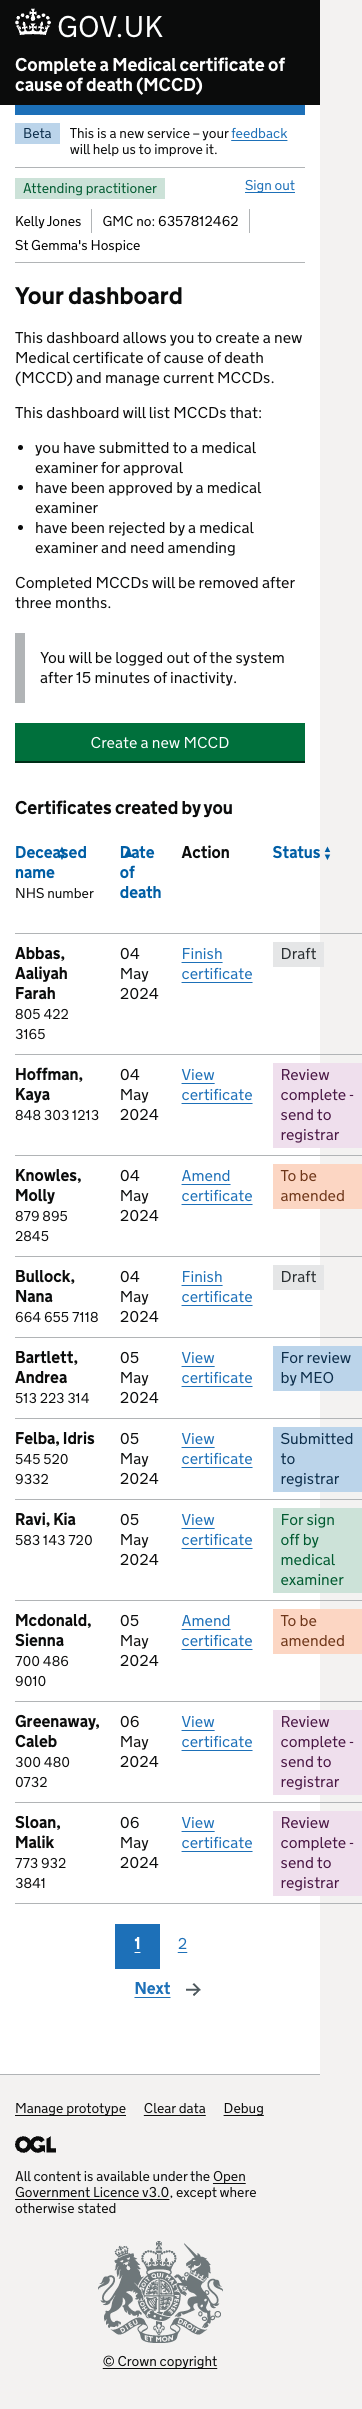 GOV.UK
Complete a Medical certificate of
cause of death (MCCD)
Beta
This is a new service – your feedback
will help us to improve it.
Attending practitioner
Sign out
Kelly Jones
GMC no: 6357812462
St Gemma's Hospice
Your dashboard
This dashboard allows you to create a new
Medical certificate of cause of death
(MCCD) and manage current MCCDs.
This dashboard will list MCCDs that:
• you have submitted to a medical
examiner for approval
• have been approved by a medical
examiner
• have been rejected by a medical
examiner and need amending
Completed MCCDs will be removed after
three months.
You will be logged out of the system
after 15 minutes of inactivity.
Create a new MCCD
Certificates created by you
Deceased
name
NHS number
Date
of
death
Action
Status
Abbas,
Aaliyah
Farah
805 422
3165
04
May
2024
Finish
certificate
Draft
Hoffman,
Kaya
848 303 1213
04
May
2024
View
certificate
Review
complete -
send to
registrar
Knowles,
Molly
879 895
2845
04
May
2024
Amend
certificate
To be
amended
Bullock,
Nana
664 655 7118
04
May
2024
Finish
certificate
Draft
Bartlett,
Andrea
513 223 314
05
May
2024
View
certificate
For review
by MEO
Felba, Idris
545 520
9332
05
May
2024
View
certificate
Submitted
to
registrar
Ravi, Kia
583 143 720
05
May
2024
View
certificate
For sign
off by
medical
examiner
Mcdonald,
Sienna
700 486
9010
05
May
2024
Amend
certificate
To be
amended
Greenaway,
Caleb
300 480
0732
06
May
2024
View
certificate
Review
complete -
send to
registrar
Sloan,
Malik
773 932
3841
06
May
2024
View
certificate
Review
complete -
send to
registrar
1
2
Next →
Manage prototype
Clear data
Debug
OGL
All content is available under the Open
Government Licence v3.0, except where
otherwise stated
DIEU ET MON
© Crown copyright